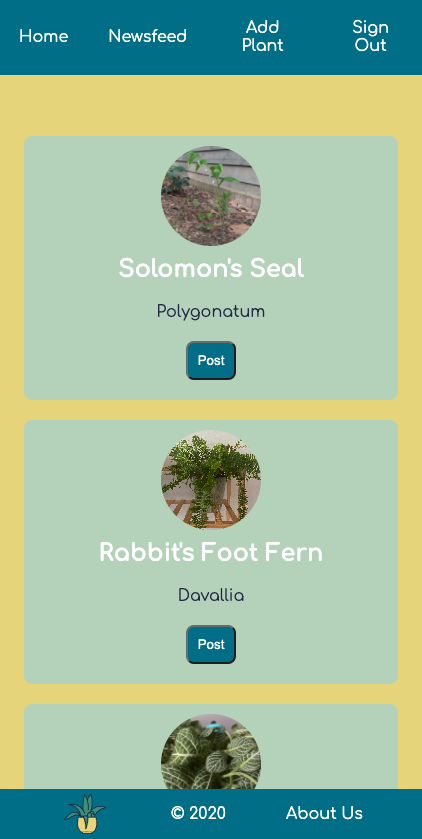 Home Newsfeed Add Plant Sign Out
Solomon's Seal
Polygonatum
Post
Rabbit's Foot Fern
Davallia
Post
© 2020 About Us